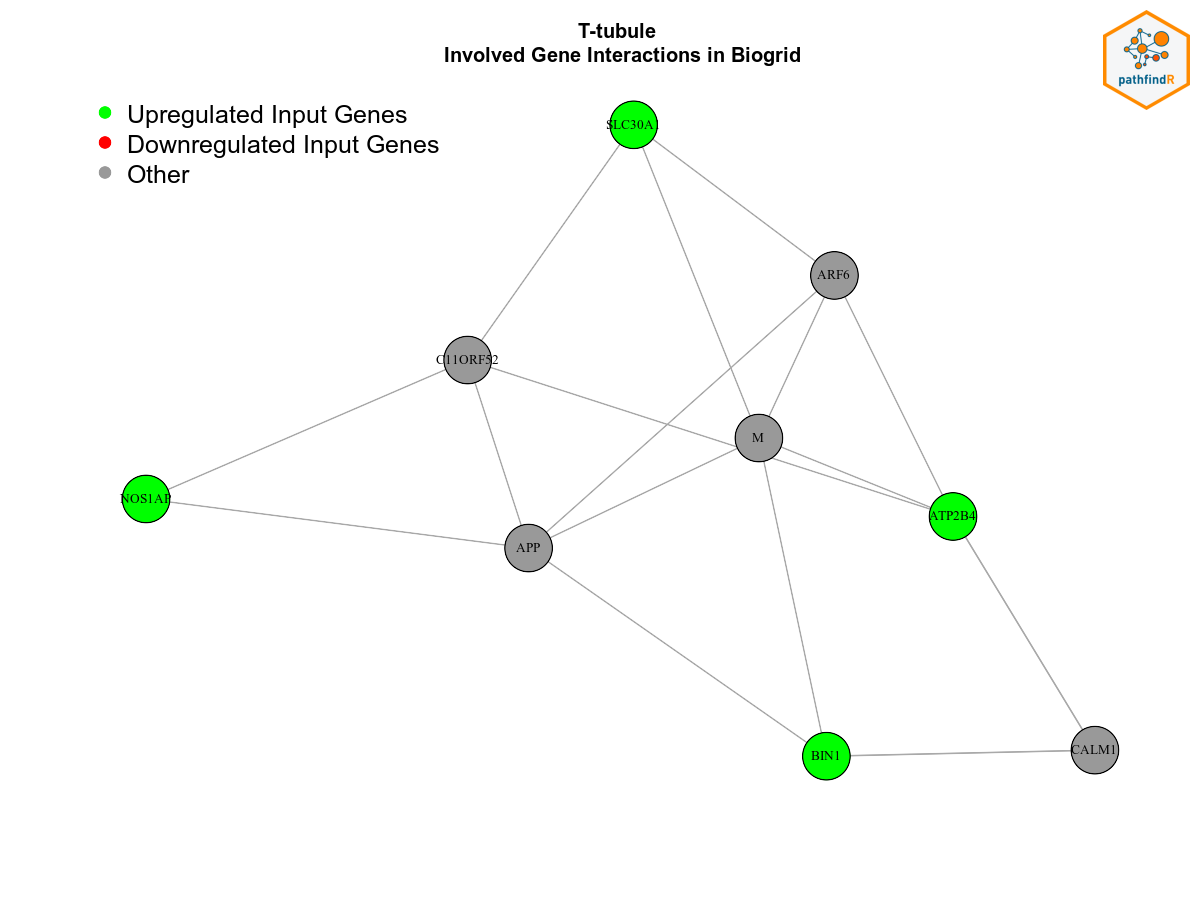 T-tubule
Involved Gene Interactions in Biogrid
pathfindR
Upregulated Input Genes
Downregulated Input Genes
Other
SLC30A1
ARF6
C11ORF52
M
NOS1AP
ATP2B4
APP
BIN1
CALM1